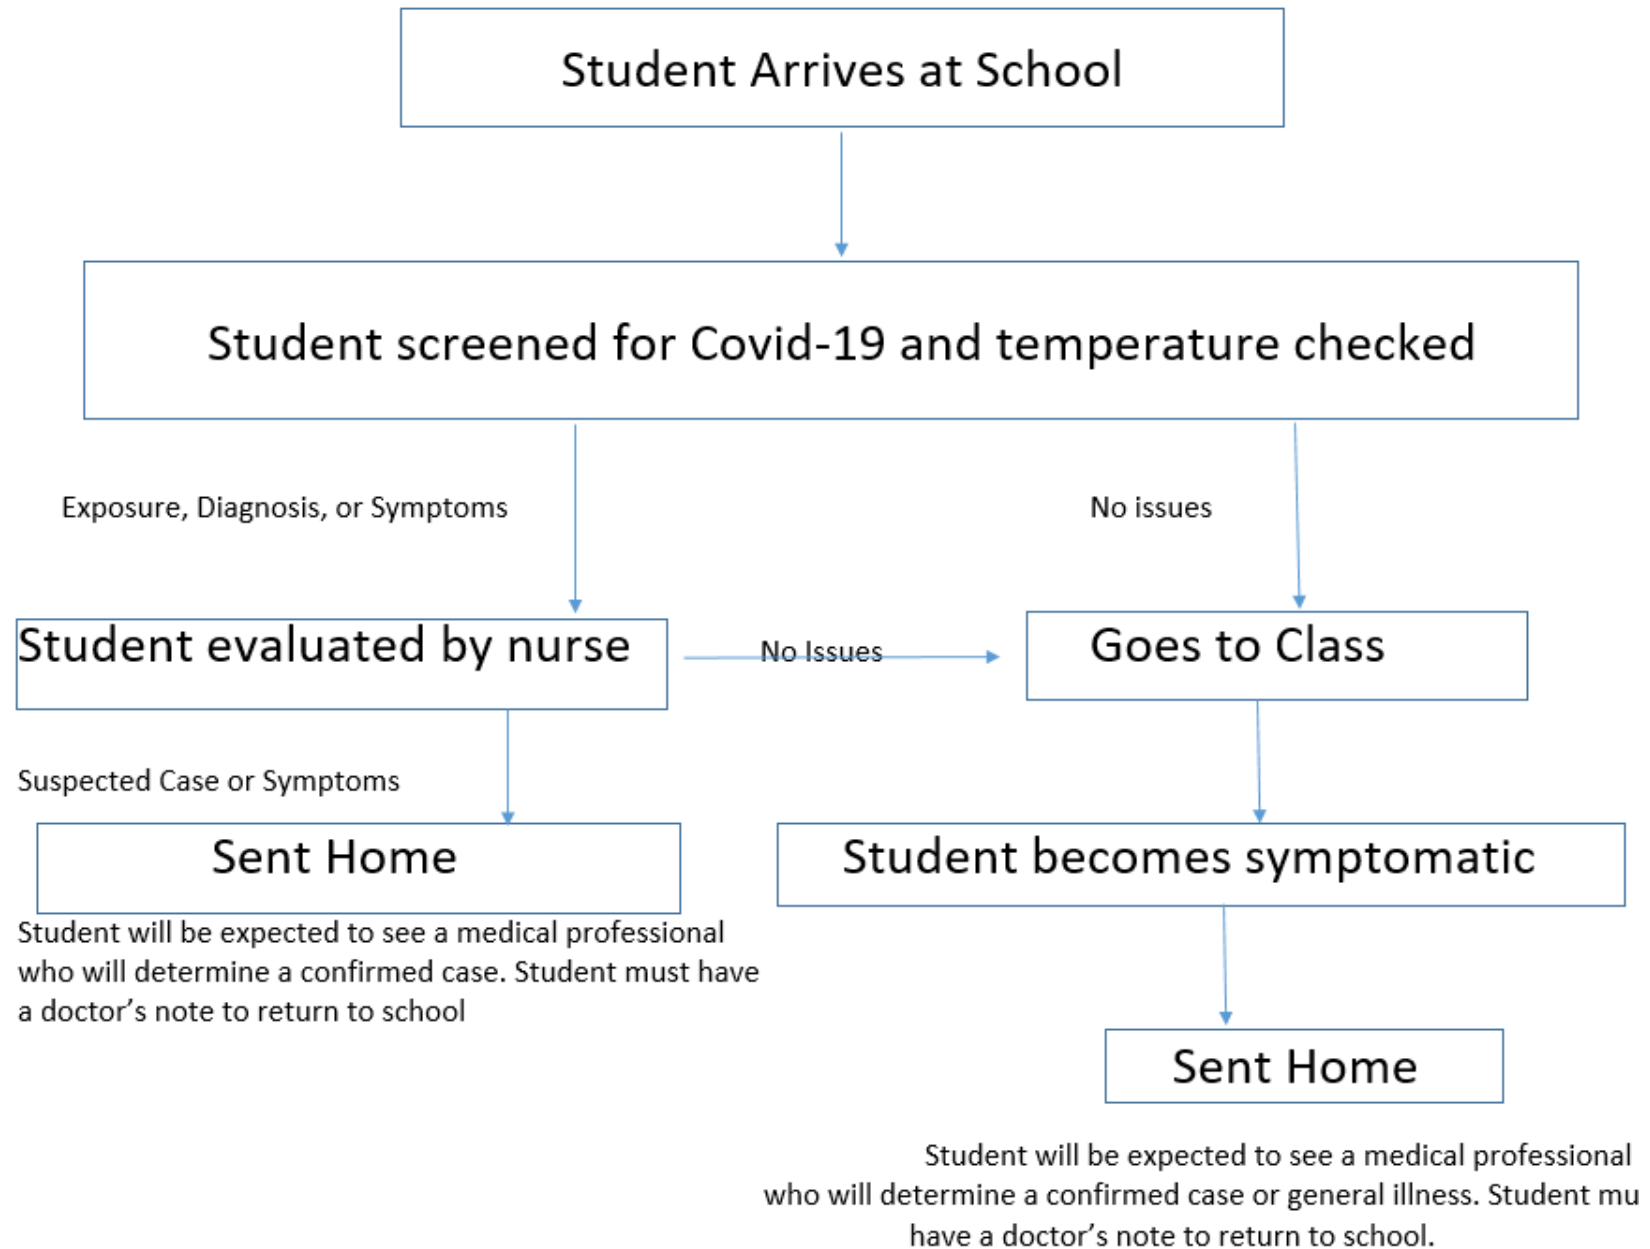 Student Arrives at School
Student screened for Covid-19 and temperature checked
Exposure, Diagnosis, or Symptoms
No issues
Student evaluated by nurse
No Issues
Goes to Class
Suspected Case or Symptoms
Sent Home
Student becomes symptomatic
Student will be expected to see a medical professional
who will determine a confirmed case. Student must have
a doctor’s note to return to school
Sent Home
Student will be expected to see a medical professional
who will determine a confirmed case or general illness. Student mu
have a doctor’s note to return to school.